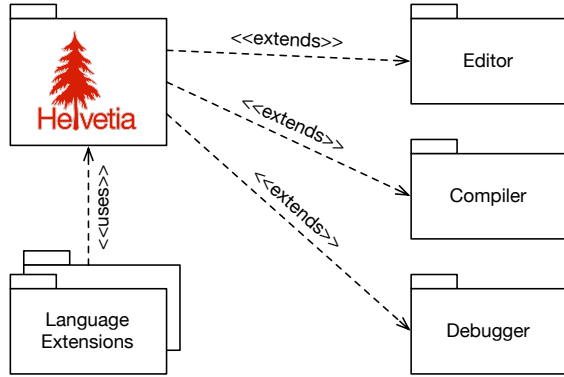 <<extends>>
Editor
Helvetia
<<extends>>
Compiler
<<extends>>
<<uses>>
Language
Extensions
Debugger